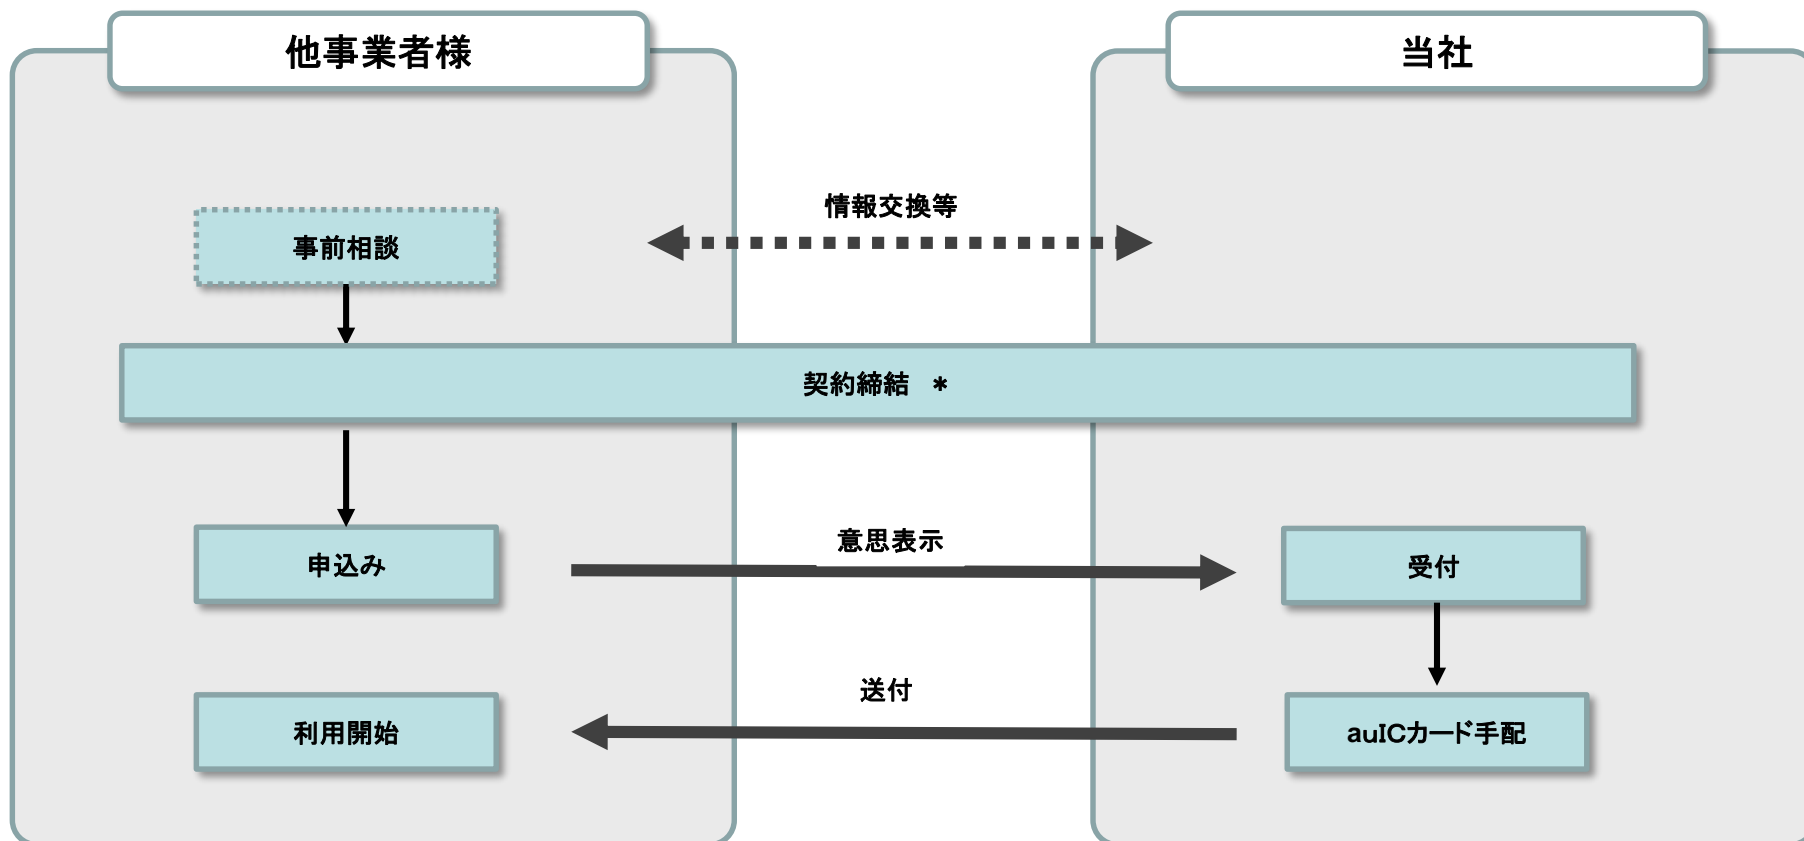 他事業者様
当社
情報交換等
事前相談
契約締結　*
意思表示
申込み
受付
送付
利用開始
auICカード手配